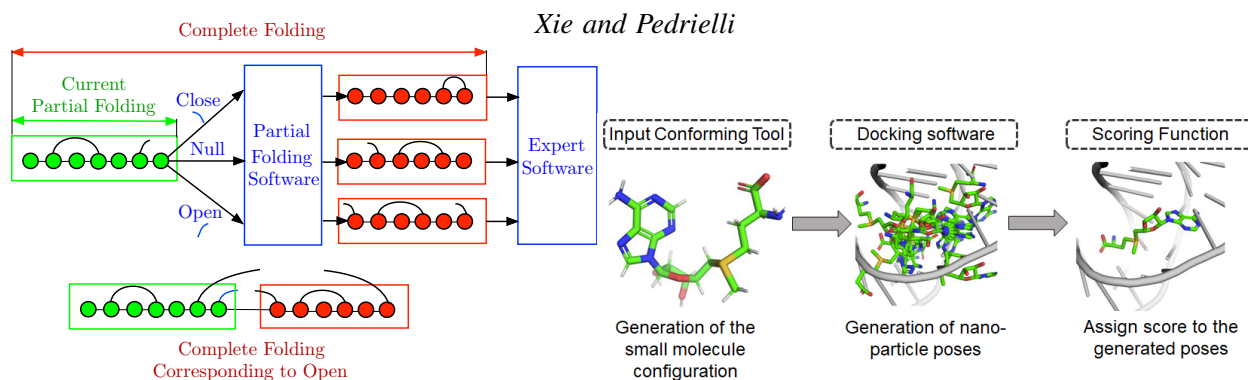 Xie and Pedrielli
Complete Folding
Current
Partial Folding
Close
Null
Open
Partial
Folding
Software
Expert
Software
Complete Folding
Corresponding to Open
Input Conforming Tool
Docking software
Scoring Function
Generation of the
small molecule
configuration
Generation of nano-
particle poses
Assign score to the
generated poses